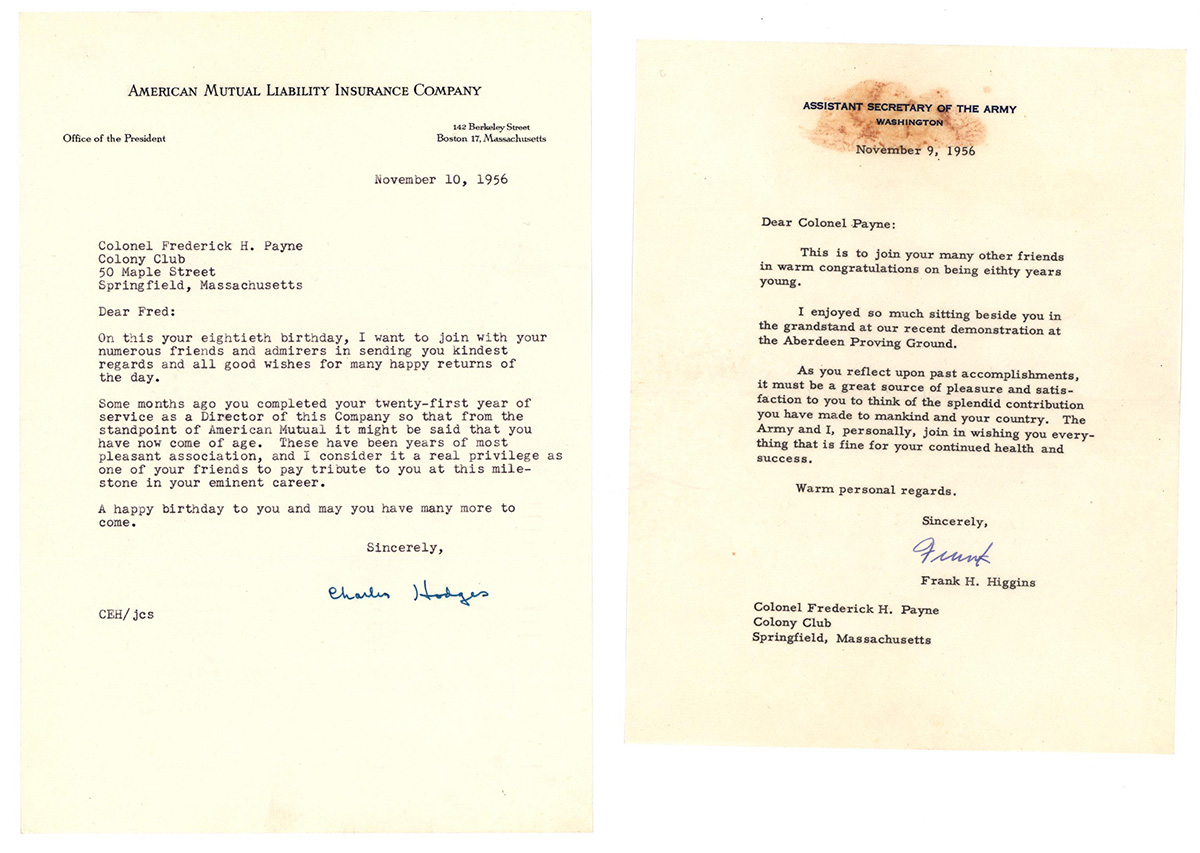 AMERICAN MUTUAL LIABILITY INSURANCE COMPANY
Office of the President
142 Berkeley Street
Boston 17, Massachusetts
November 10, 1956
Colonel Frederick H. Payne
Colony Club
50 Maple Street
Springfield, Massachusetts
Dear Fred:
On this your eightieth birthday, I want to join with your
numerous friends and admirers in sending you kindest
regards and all good wishes for many happy returns of
the day.
Some months ago you completed your twenty-first year of
service as a Director of this Company so that from the
standpoint of American Mutual it might be said that you
have now come of age. These have been years of most
pleasant association, and I consider it a real privilege as
one of your friends to pay tribute to you at this mile-
stone in your eminent career.
A happy birthday to you and may you have many more to
come.
Sincerely,
Charles Hodges
CEH/jcs
ASSISTANT SECRETARY OF THE ARMY
WASHINGTON
November 9, 1956
Dear Colonel Payne:
This is to join your many other friends
in warm congratulations on being eithty years
young.
I enjoyed so much sitting beside you in
the grandstand at our recent demonstration at
the Aberdeen Proving Ground.
As you reflect upon past accomplishments,
it must be a great source of pleasure and satis-
faction to you to think of the splendid contribution
you have made to mankind and your country. The
Army and I, personally, join in wishing you every-
thing that is fine for your continued health and
success.
Warm personal regards.
Sincerely,
Frank
Frank H. Higgins
Colonel Frederick H. Payne
Colony Club
Springfield, Massachusetts